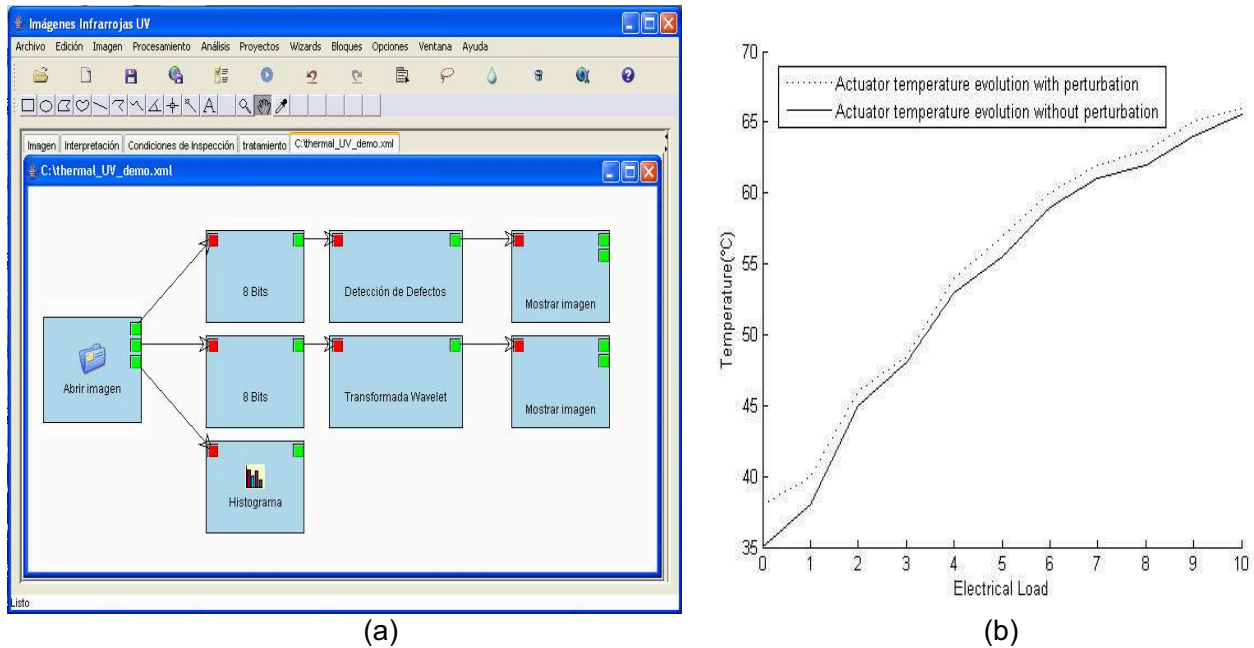 Imágenes Infrarrojas UV
Archivo Edición Imagen Procesamiento Análisis Proyectos Wizards Bloques Opciones Ventana Ayuda
Imagen Interpretación Condiciones de Inspección tratamiento C:\thermal_UV_demo.xml
C:\thermal_UV_demo.xml
8 Bits
Detección de Defectos
Mostrar imagen
Abrir imagen
8 Bits
Transformada Wavelet
Mostrar imagen
Histograma
Listo
(a)
70
65
60
55
50
45
40
35
Temperature(°C)
Actuator temperature evolution with perturbation
Actuator temperature evolution without perturbation
0 1 2 3 4 5 6 7 8 9 10
Electrical Load
(b)